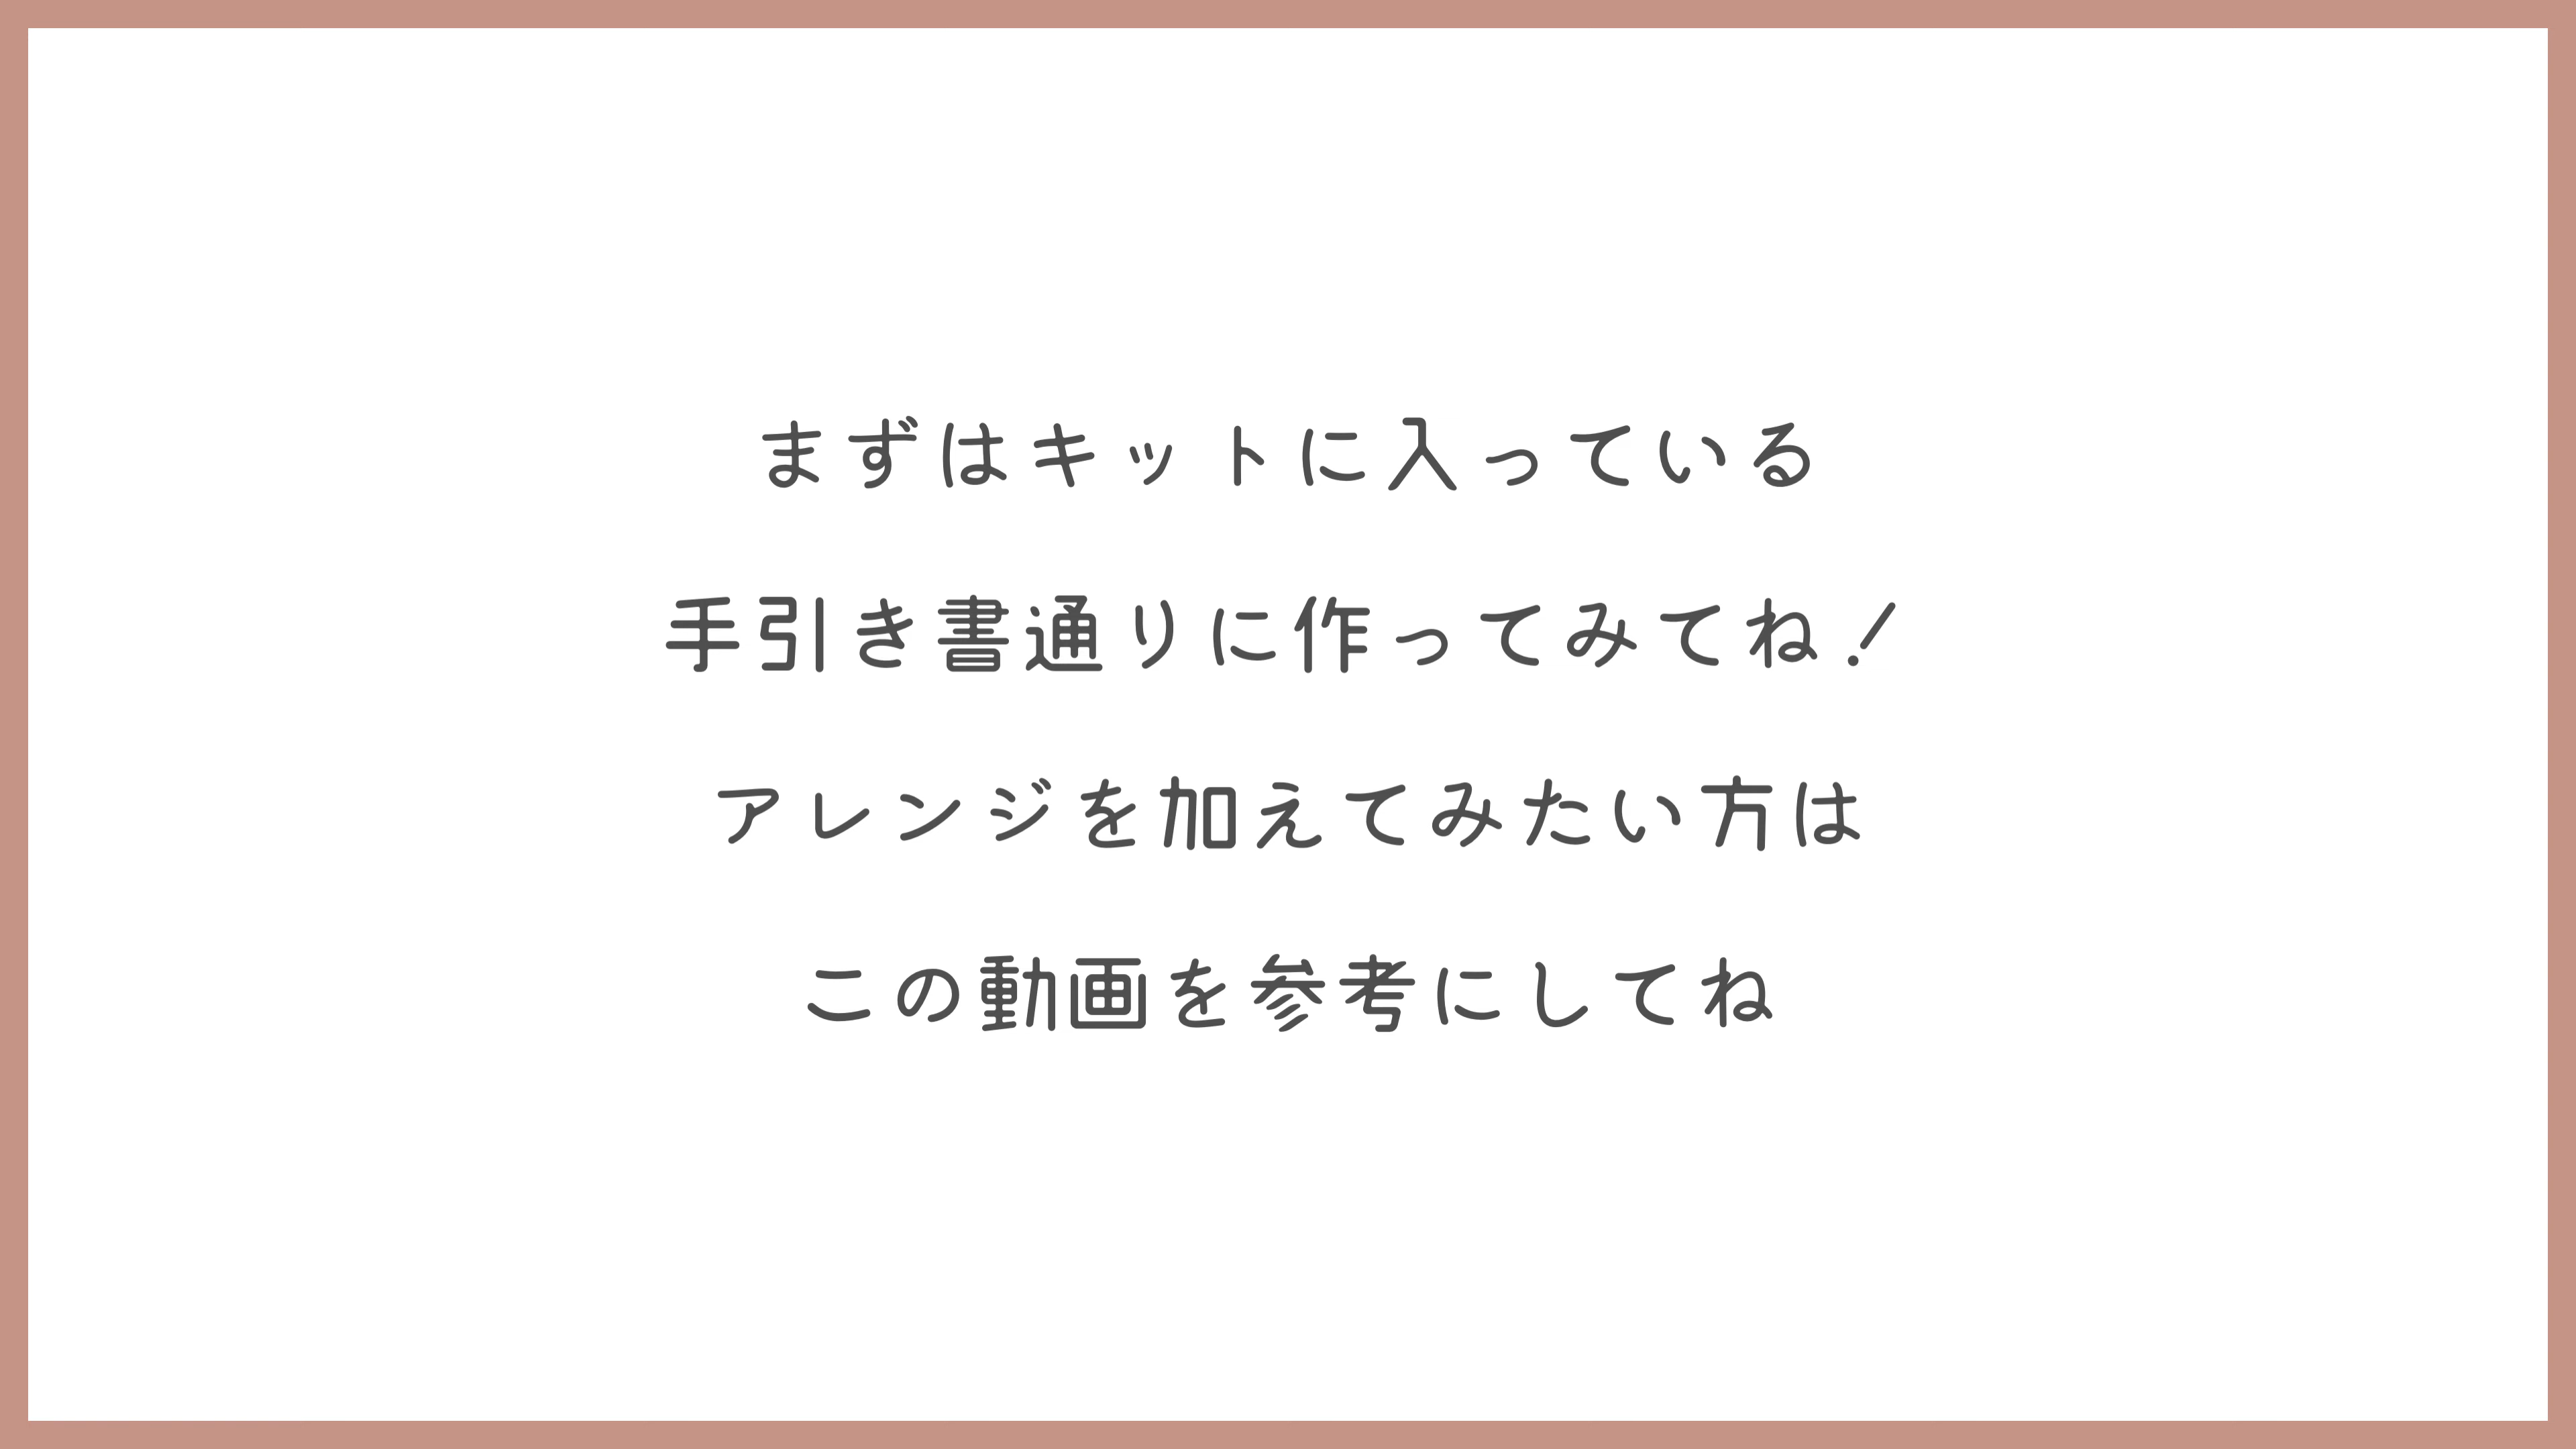 まずはキットに入っている
手引き書通りに作ってみてね！
アレンジを加えてみたい方は
この動画を参考にしてね